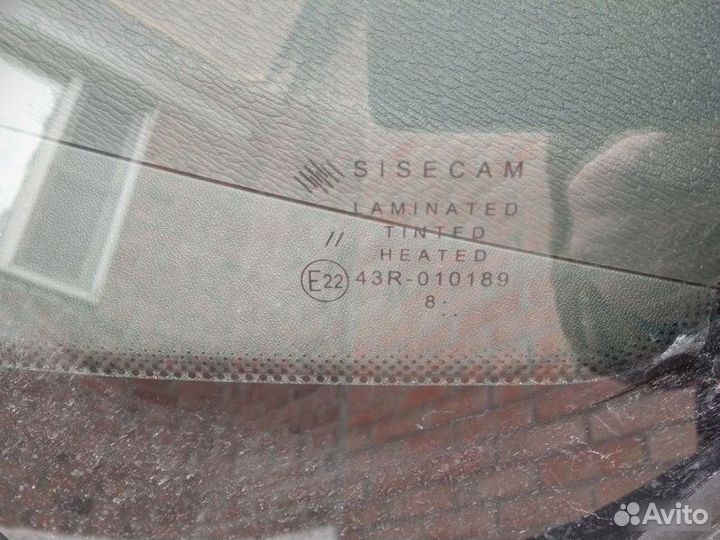 SISECAM
LAMINATED
TINTED
//
HEATED
E22 43R-010189
8:..
Avito